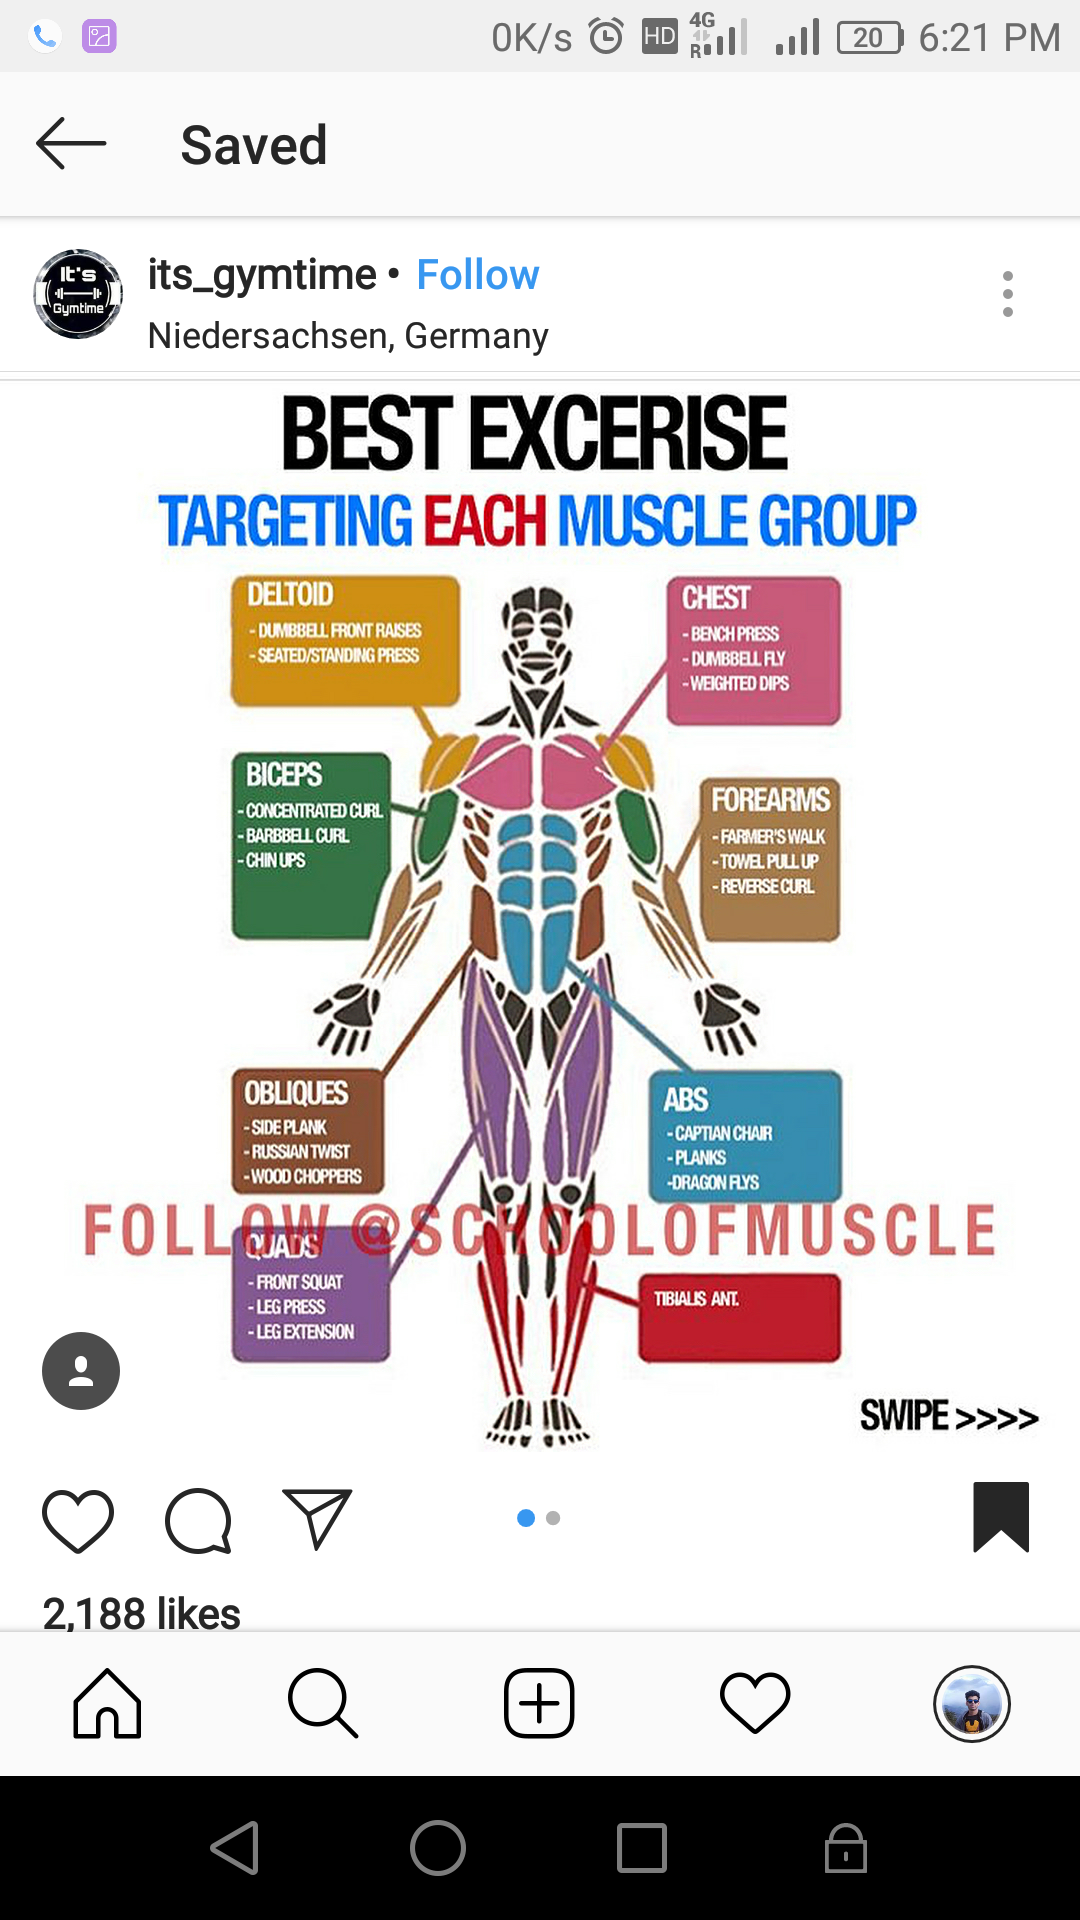 0K/s HD 4G R 20 6:21 PM
Saved
It's
Gymtime
its_gymtime • Follow
Niedersachsen, Germany
BEST EXCERISE
TARGETING EACH MUSCLE GROUP
DELTOID
- DUMBBELL FRONT RAISES
- SEATED/STANDING PRESS
CHEST
- BENCH PRESS
- DUMBBELL FLY
- WEIGHTED DIPS
BICEPS
- CONCENTRATED CURL
- BARBBELL CURL
- CHIN UPS
FOREARMS
- FARMER'S WALK
- TOWEL PULL UP
- REVERSE CURL
OBLIQUES
- SIDE PLANK
- RUSSIAN TWIST
- WOOD CHOPPERS
ABS
- CAPTIAN CHAIR
- PLANKS
-DRAGON FLYS
FOLLOW @SCHOOLOFMUSCLE
QUADS
- FRONT SQUAT
- LEG PRESS
- LEG EXTENSION
TIBIALIS ANT.
SWIPE >>>>
2,188 likes